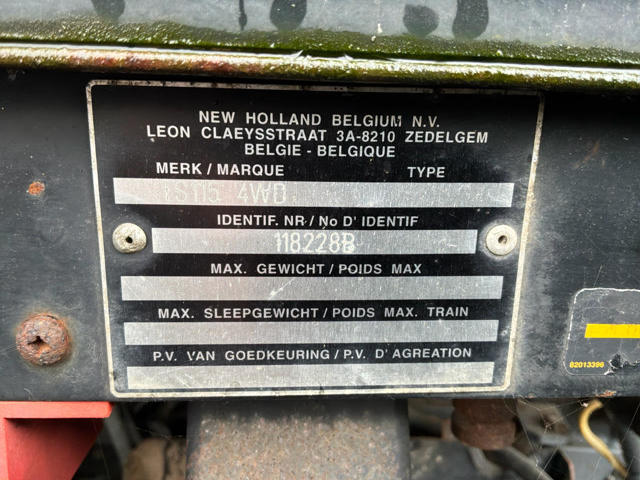 NEW HOLLAND BELGIUM N.V.
LEON CLAEYSSTRAAT 3A-8210 ZEDELGEM
BELGIE - BELGIQUE
MERK / MARQUE TYPE
TS115 4WD
IDENTIF. NR / No D' IDENTIF
118228B
MAX. GEWICHT / POIDS MAX
MAX. SLEEPGEWICHT / POIDS MAX. TRAIN
P.V. VAN GOEDKEURING / P.V. D' AGREATION
82013396